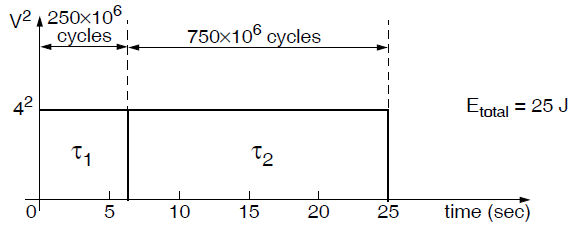 V² 250×10⁶
cycles
750×10⁶ cycles
4²
E_total = 25 J
τ₁
τ₂
0 5 10 15 20 25 time (sec)